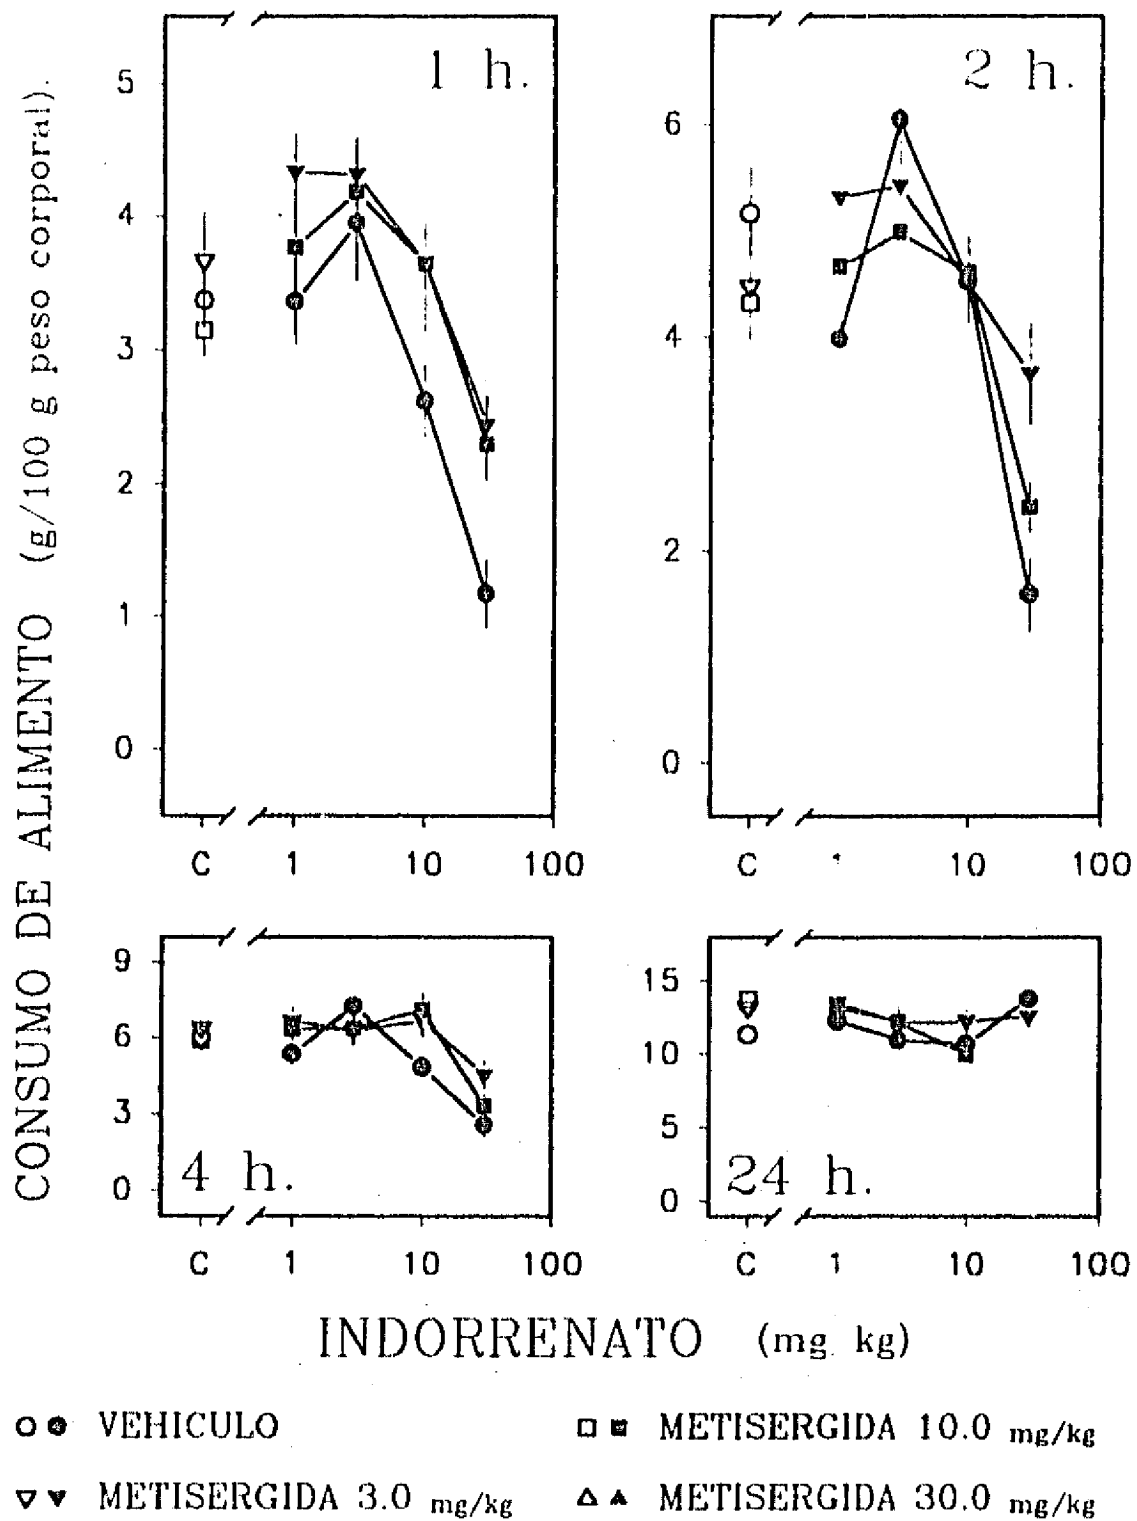 CONSUMO DE ALIMENTO (g/100 g peso corporal).
1 h.
5
4
3
2
1
0
C 1 10 100
2 h.
6
4
2
0
C 10 100
4 h.
9
6
3
0
C 1 10 100
24 h.
15
10
5
0
C 1 10 100
INDORRENATO (mg kg)
VEHICULO
METISERGIDA 10.0 mg/kg
METISERGIDA 3.0 mg/kg
METISERGIDA 30.0 mg/kg